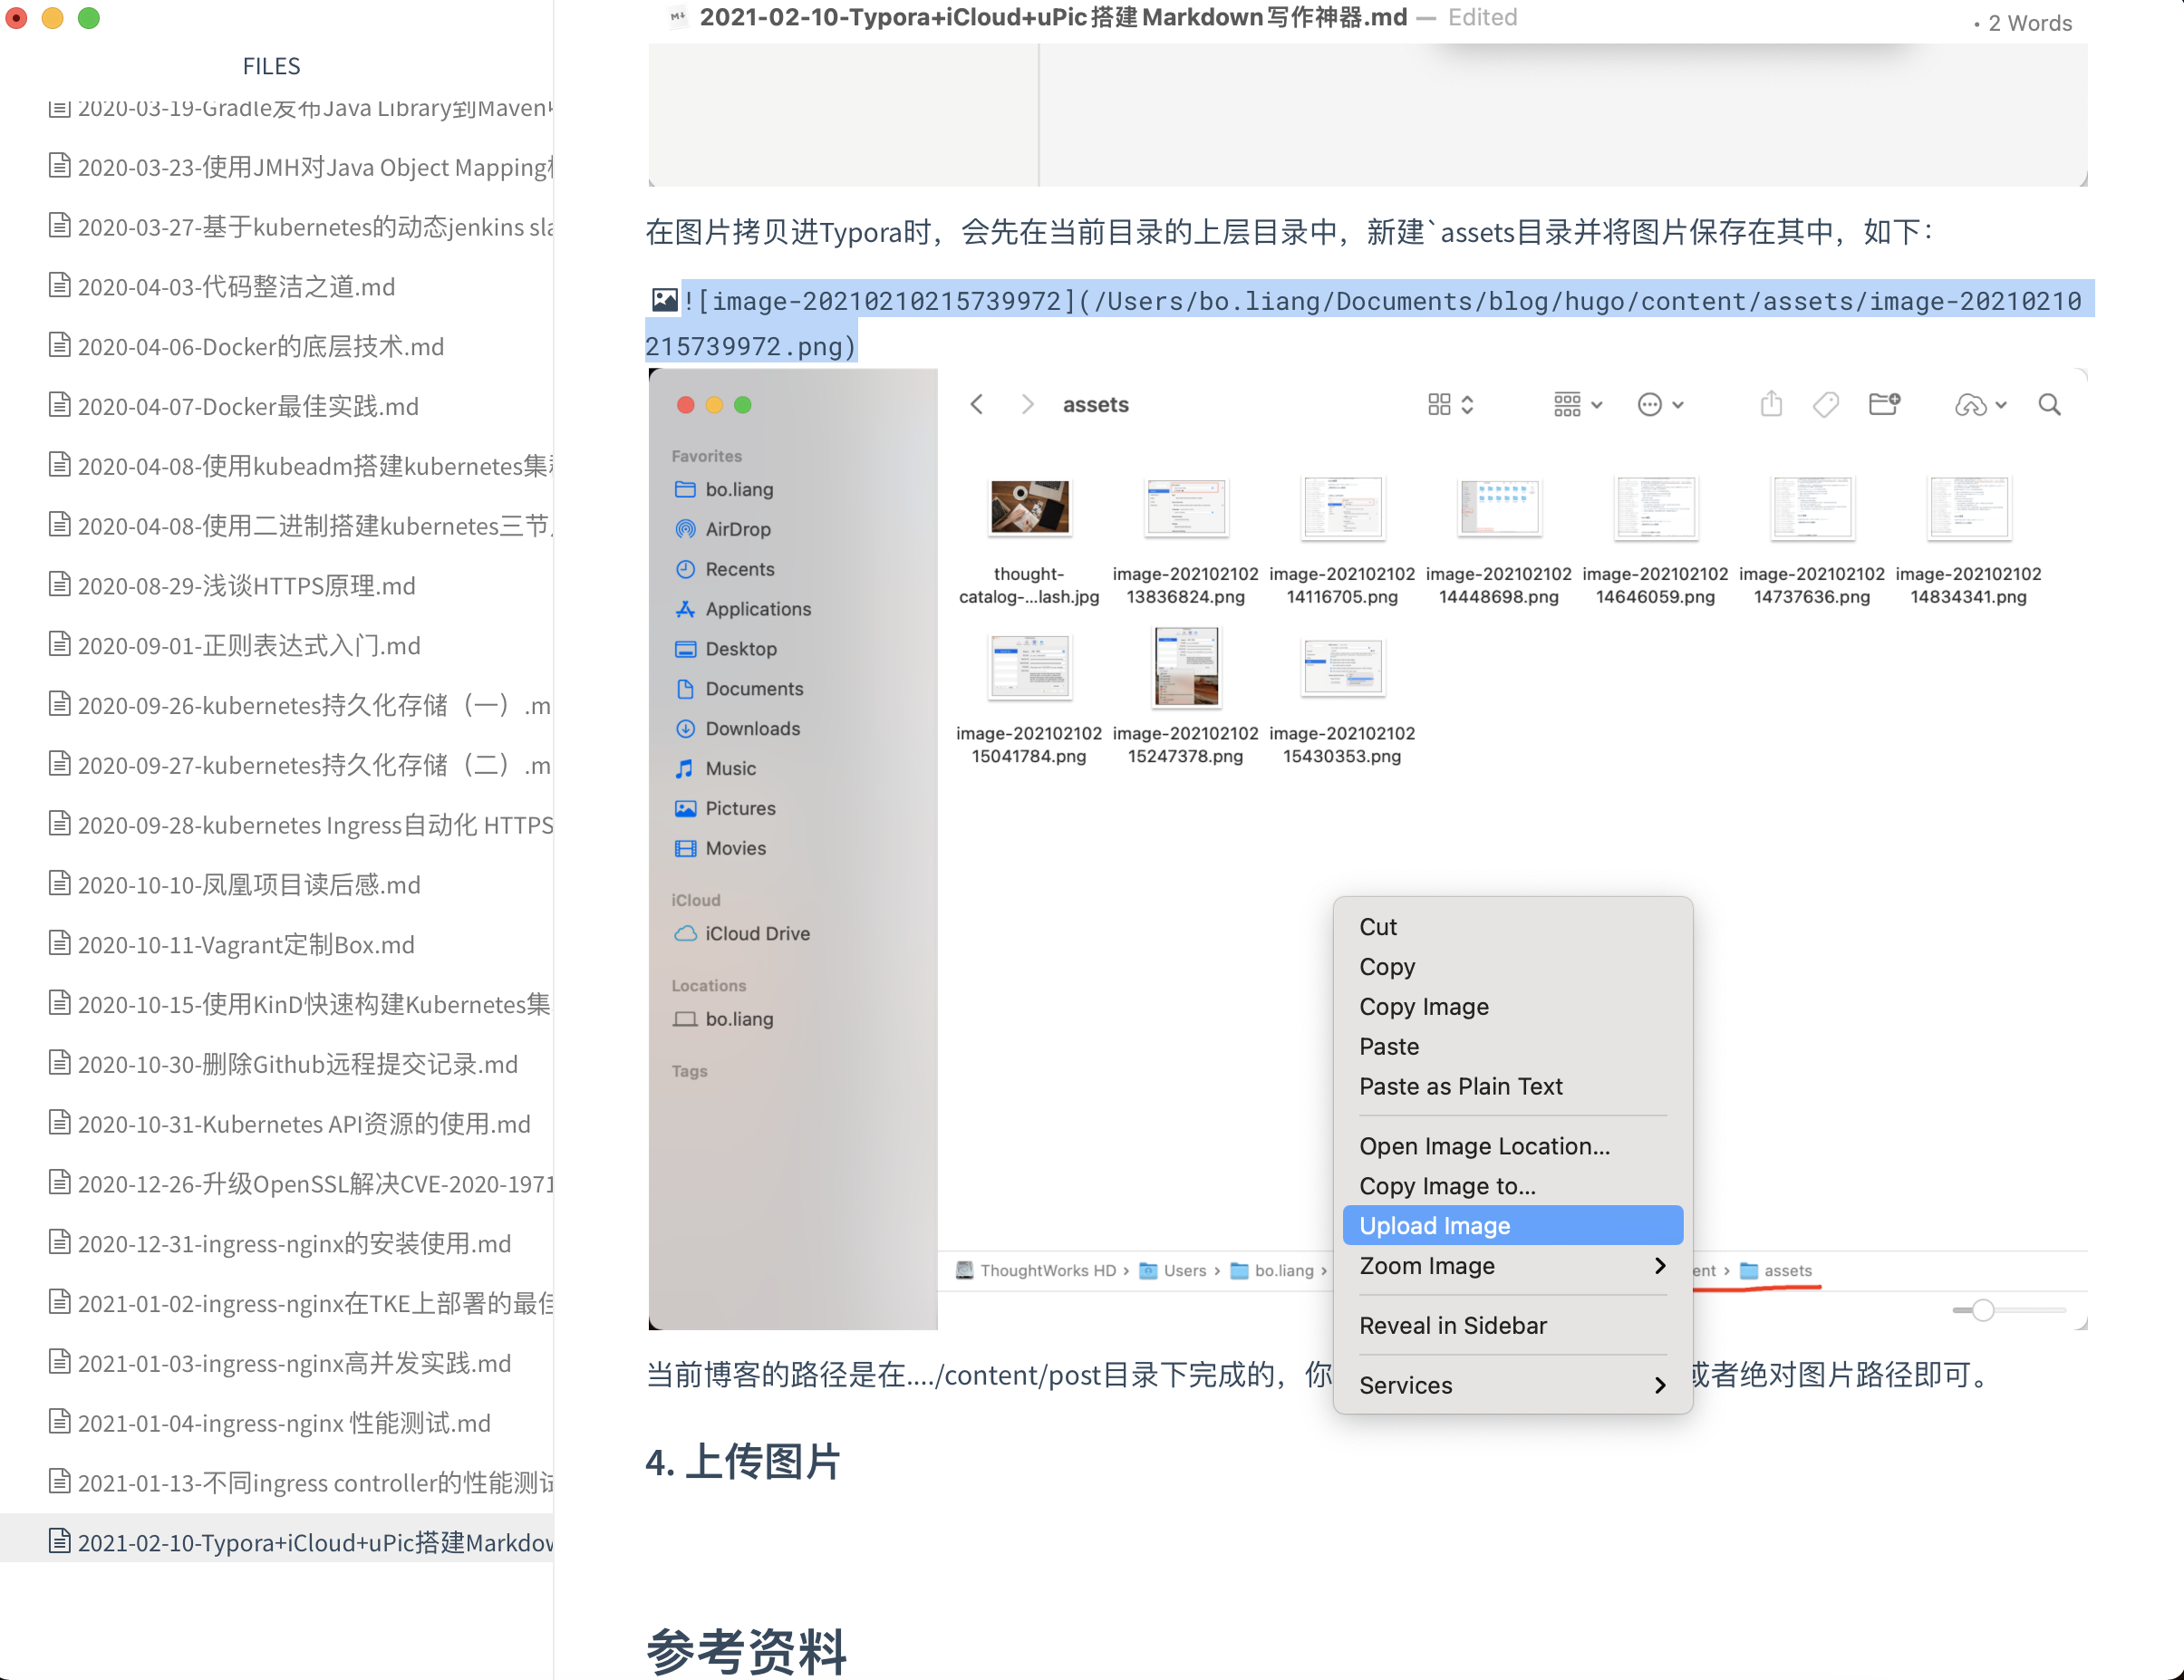 2021-02-10-Typora+iCloud+uPic搭建Markdown写作神器.md — Edited
• 2 Words
FILES
2020-03-19-Gradle发布Java Library到Maven
2020-03-23-使用JMH对Java Object Mapping
2020-03-27-基于kubernetes的动态jenkins sla
2020-04-03-代码整洁之道.md
2020-04-06-Docker的底层技术.md
2020-04-07-Docker最佳实践.md
2020-04-08-使用kubeadm搭建kubernetes集
2020-04-08-使用二进制搭建kubernetes三节
2020-08-29-浅谈HTTPS原理.md
2020-09-01-正则表达式入门.md
2020-09-26-kubernetes持久化存储（一）.m
2020-09-27-kubernetes持久化存储（二）.m
2020-09-28-kubernetes Ingress自动化 HTTPS
2020-10-10-凤凰项目读后感.md
2020-10-11-Vagrant定制Box.md
2020-10-15-使用KinD快速构建Kubernetes集
2020-10-30-删除Github远程提交记录.md
2020-10-31-Kubernetes API资源的使用.md
2020-12-26-升级OpenSSL解决CVE-2020-1971
2020-12-31-ingress-nginx的安装使用.md
2021-01-02-ingress-nginx在TKE上部署的最佳
2021-01-03-ingress-nginx高并发实践.md
2021-01-04-ingress-nginx 性能测试.md
2021-01-13-不同ingress controller的性能测试
2021-02-10-Typora+iCloud+uPic搭建Markdow
在图片拷贝进Typora时，会先在当前目录的上层目录中，新建`assets目录并将图片保存在其中，如下：
![image-20210210215739972](/Users/bo.liang/Documents/blog/hugo/content/assets/image-20210210
215739972.png)
assets
Favorites
bo.liang
AirDrop
Recents
Applications
Desktop
Documents
Downloads
Music
Pictures
Movies
iCloud
iCloud Drive
Locations
bo.liang
Tags
thought-
catalog-...lash.jpg
image-202102102
13836824.png
image-202102102
14116705.png
image-202102102
14448698.png
image-202102102
14646059.png
image-202102102
14737636.png
image-202102102
14834341.png
image-202102102
15041784.png
image-202102102
15247378.png
image-202102102
15430353.png
Cut
Copy
Copy Image
Paste
Paste as Plain Text
Open Image Location...
Copy Image to...
Upload Image
Zoom Image
Reveal in Sidebar
Services
ThoughtWorks HD › Users › bo.liang › ent › assets
当前博客的路径是在..../content/post目录下完成的，你 或者绝对图片路径即可。
4. 上传图片
参考资料